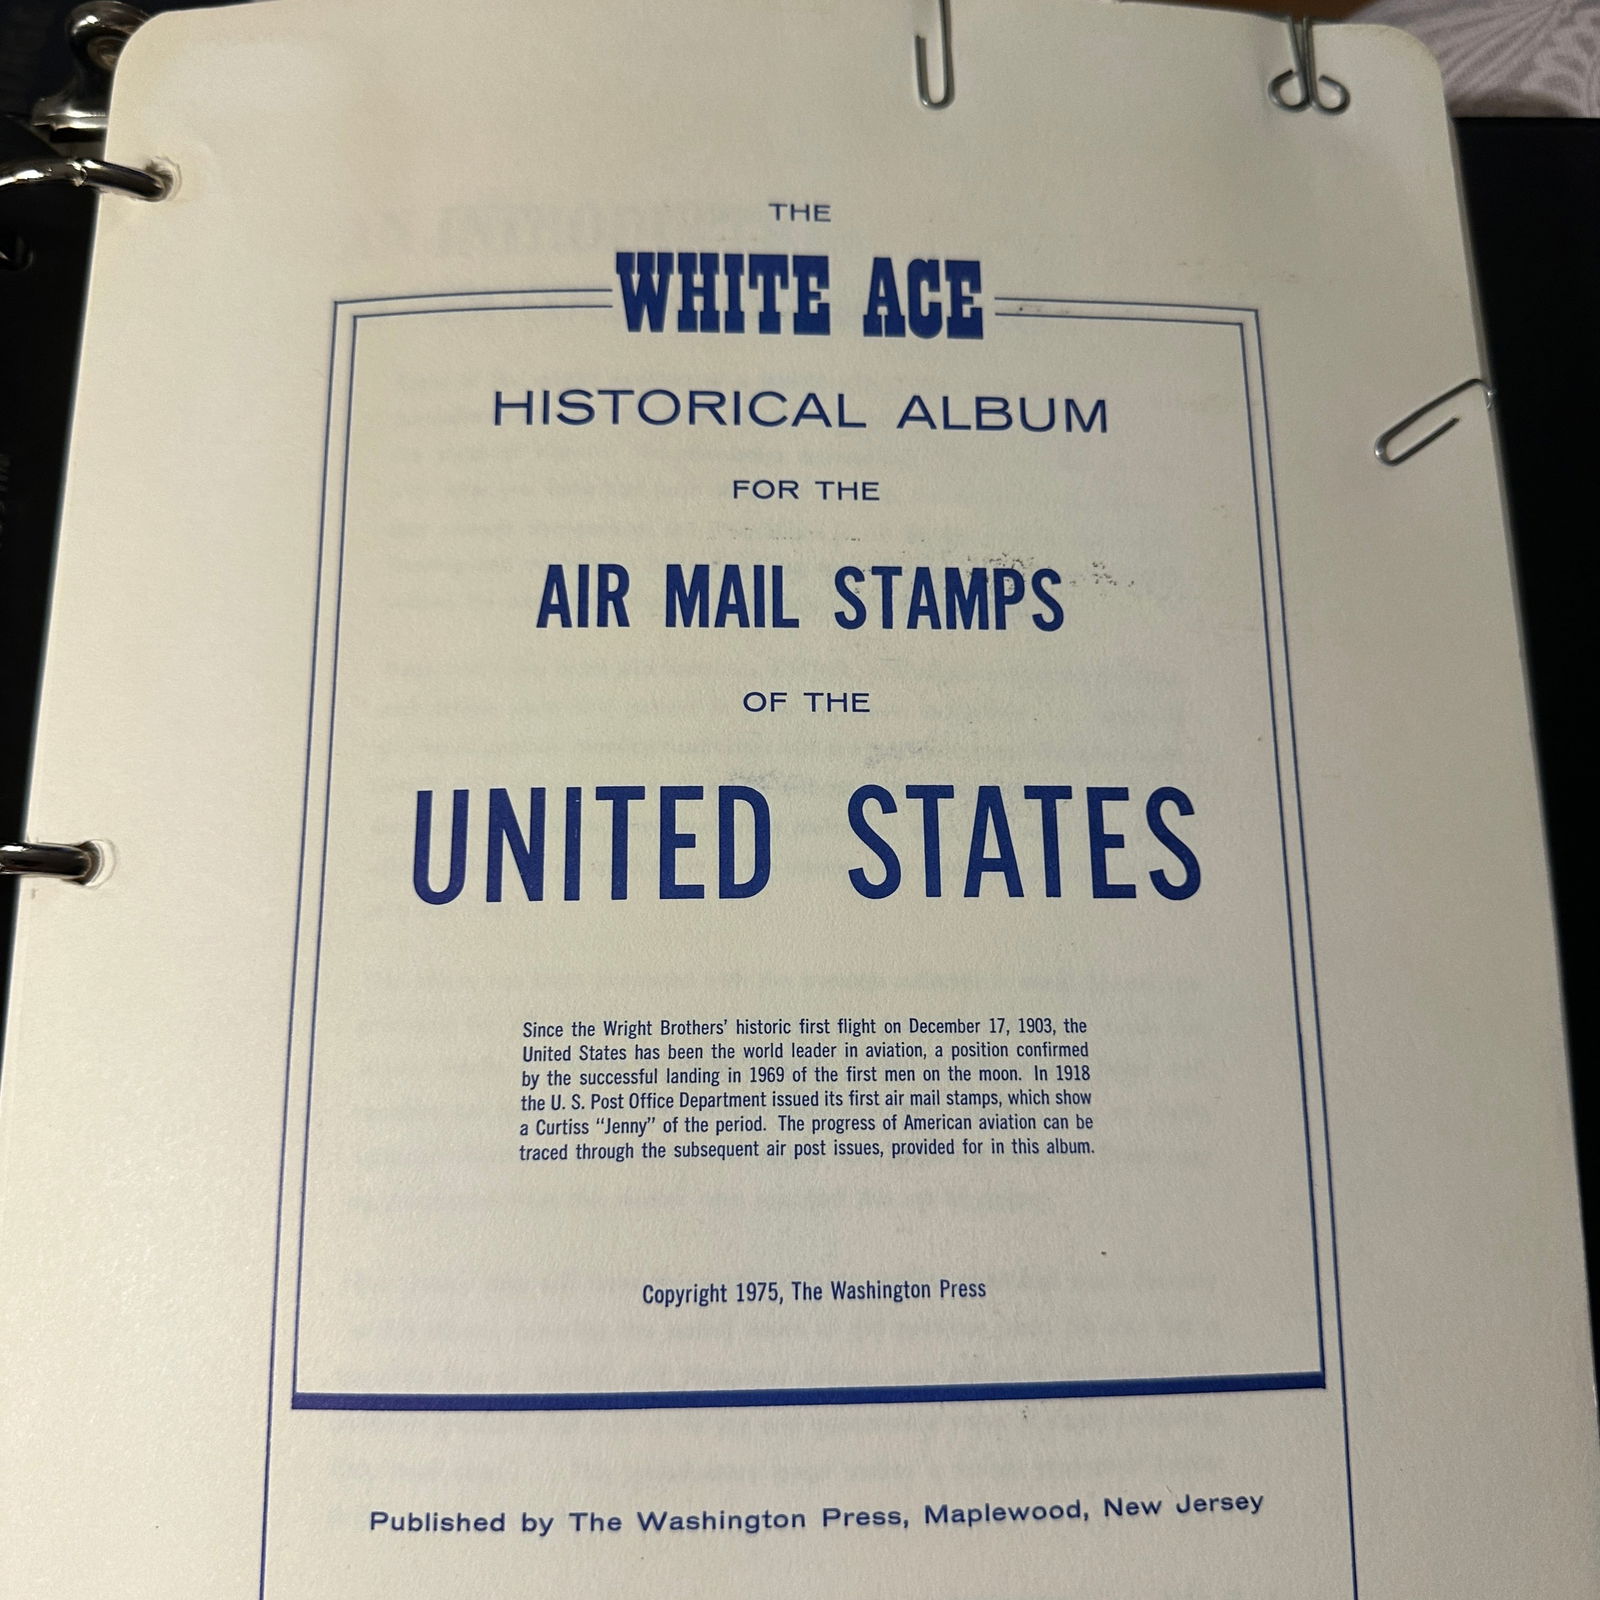 THE
WHITE ACE
HISTORICAL ALBUM
FOR THE
AIR MAIL STAMPS
OF THE
UNITED STATES
Since the Wright Brothers' historic first flight on December 17, 1903, the
United States has been the world leader in aviation, a position confirmed
by the successful landing in 1969 of the first men on the moon. In 1918
the U. S. Post Office Department issued its first air mail stamps, which show
a Curtiss "Jenny" of the period. The progress of American aviation can be
traced through the subsequent air post issues, provided for in this album.
Copyright 1975, The Washington Press
Published by The Washington Press, Maplewood, New Jersey